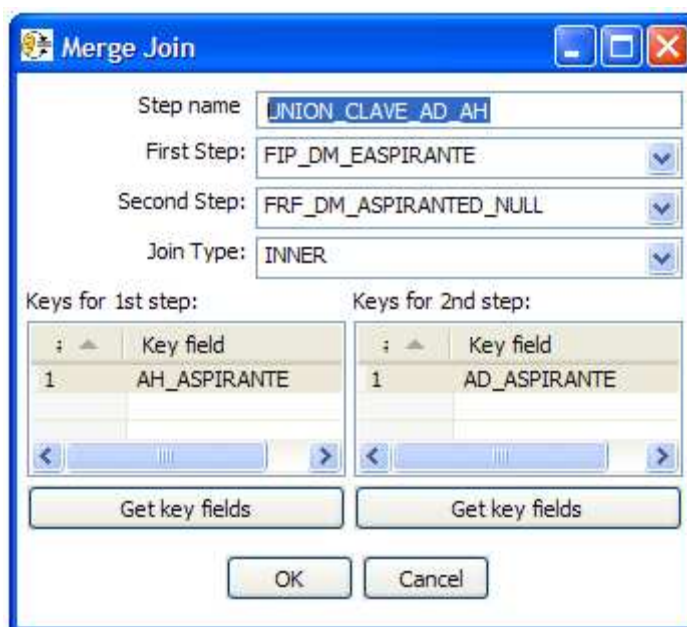 Merge Join
Step name UNION_CLAVE_AD_AH
First Step: FIP_DM_EASPIRANTE
Second Step: FRF_DM_ASPIRANTED_NULL
Join Type: INNER
Keys for 1st step: Keys for 2nd step:
Key field Key field
1 AH_ASPIRANTE 1 AD_ASPIRANTE
Get key fields Get key fields
OK Cancel